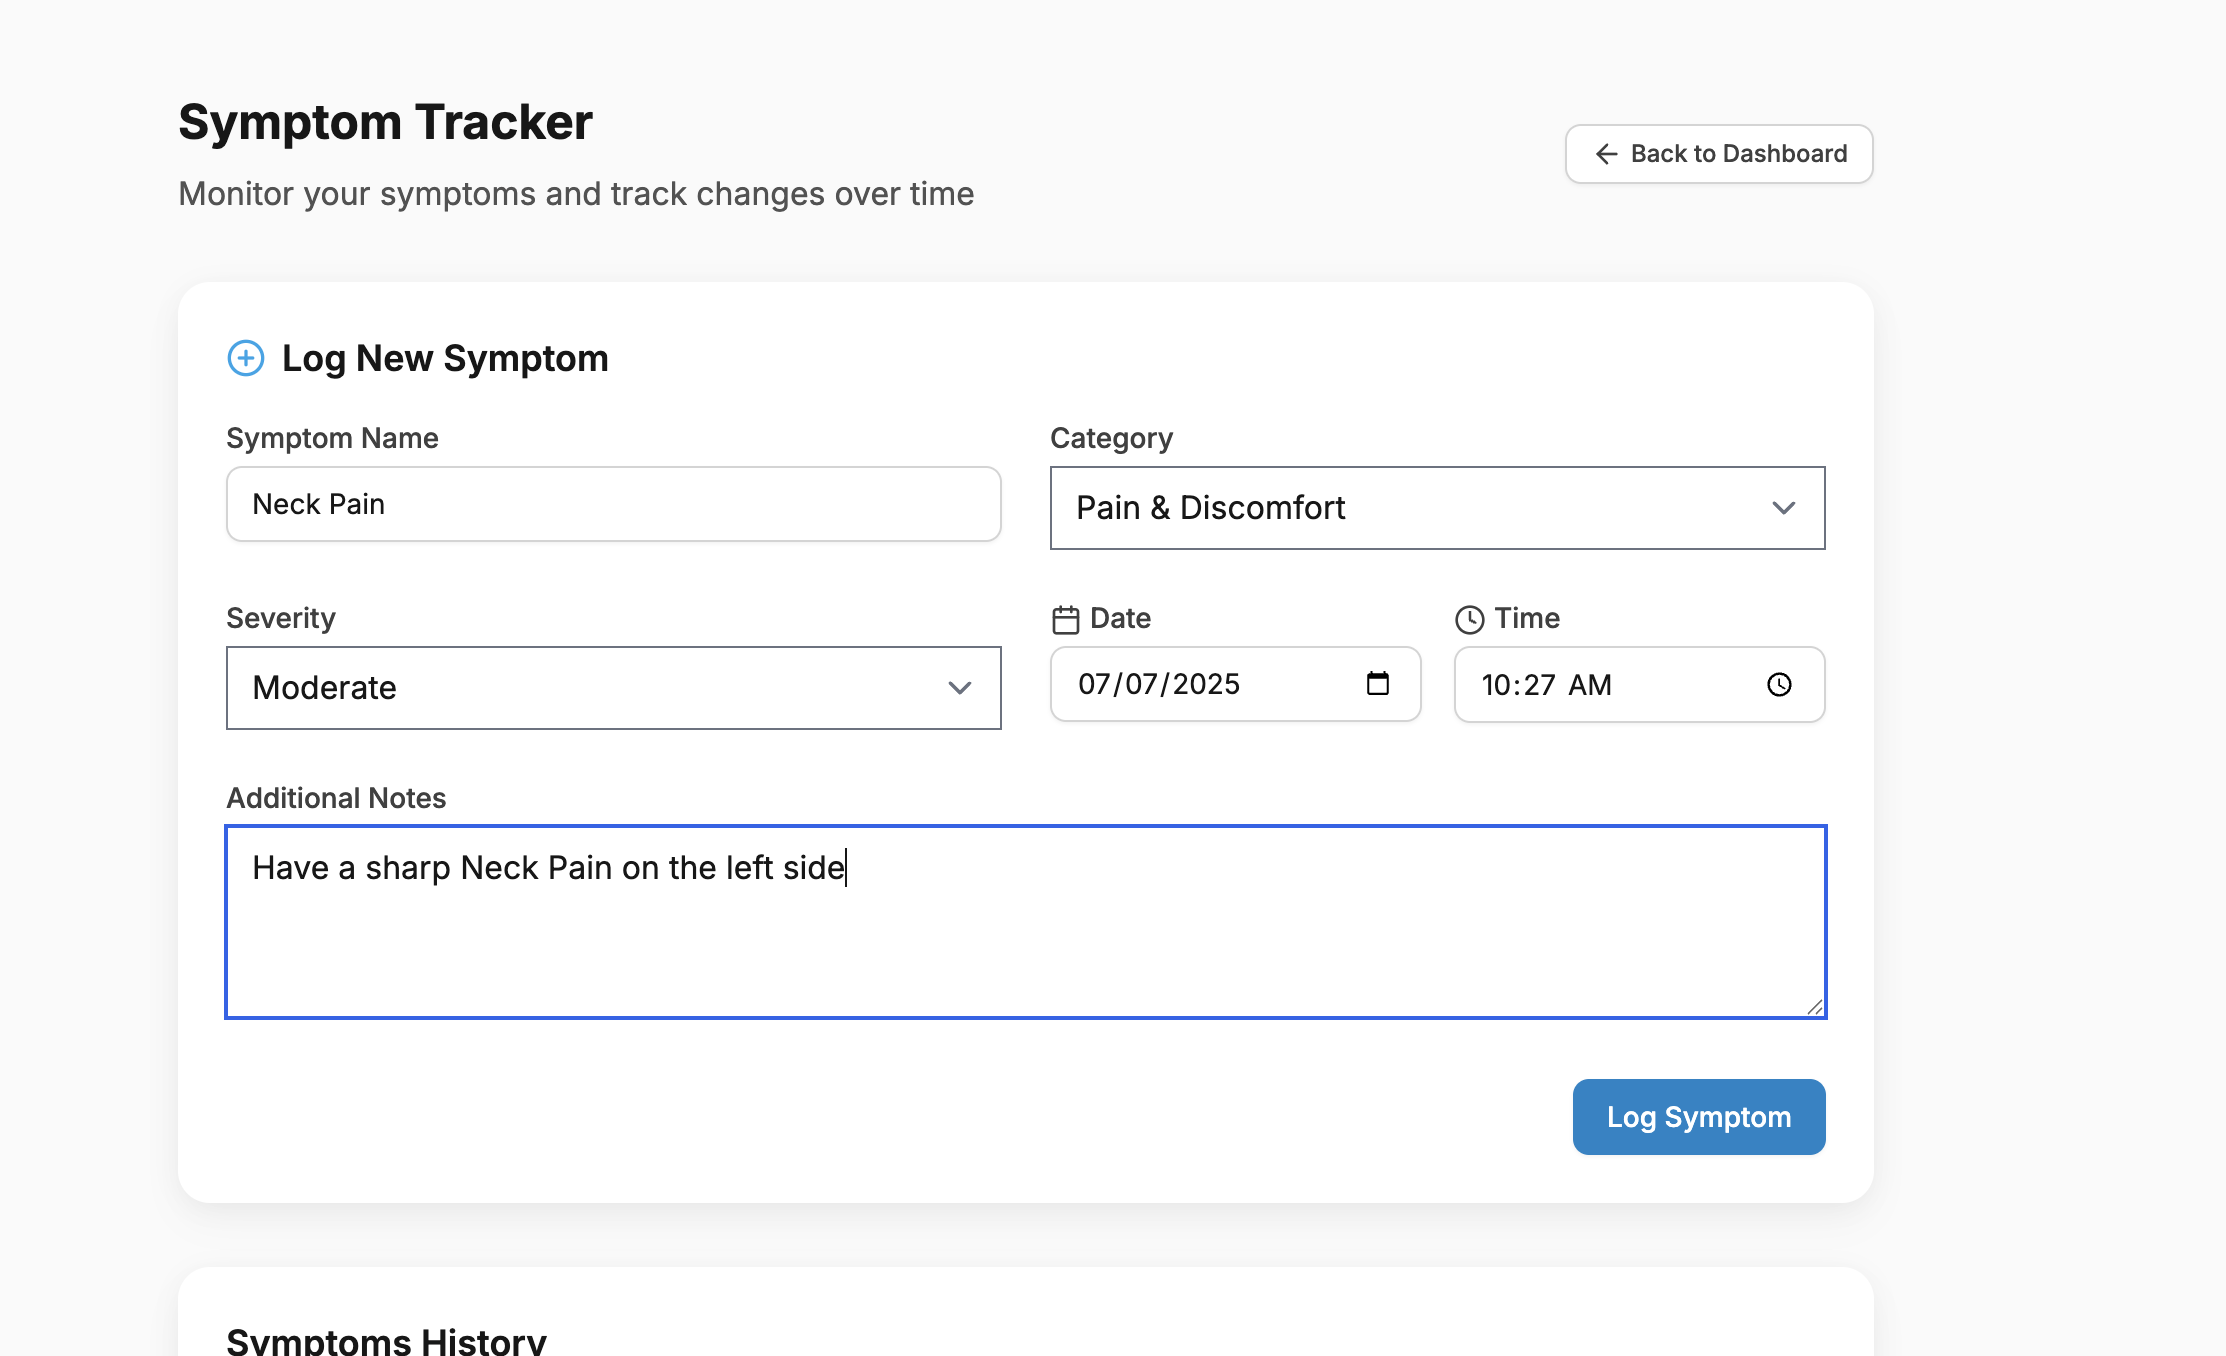 Symptom Tracker
Back to Dashboard
Monitor your symptoms and track changes over time
Log New Symptom
Symptom Name
Category
Neck Pain
Pain & Discomfort
Severity
Date
Time
Moderate
07/07/2025
10:27 AM
Additional Notes
Have a sharp Neck Pain on the left side
Log Symptom
Symptoms History